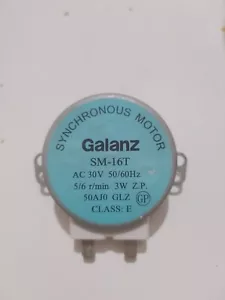 SYNCHRONOUS MOTOR
Galanz
SM-16T
AC 30V 50/60Hz
5/6 r/min 3W Z.P.
50AJ0 GLZ
CLASS: E